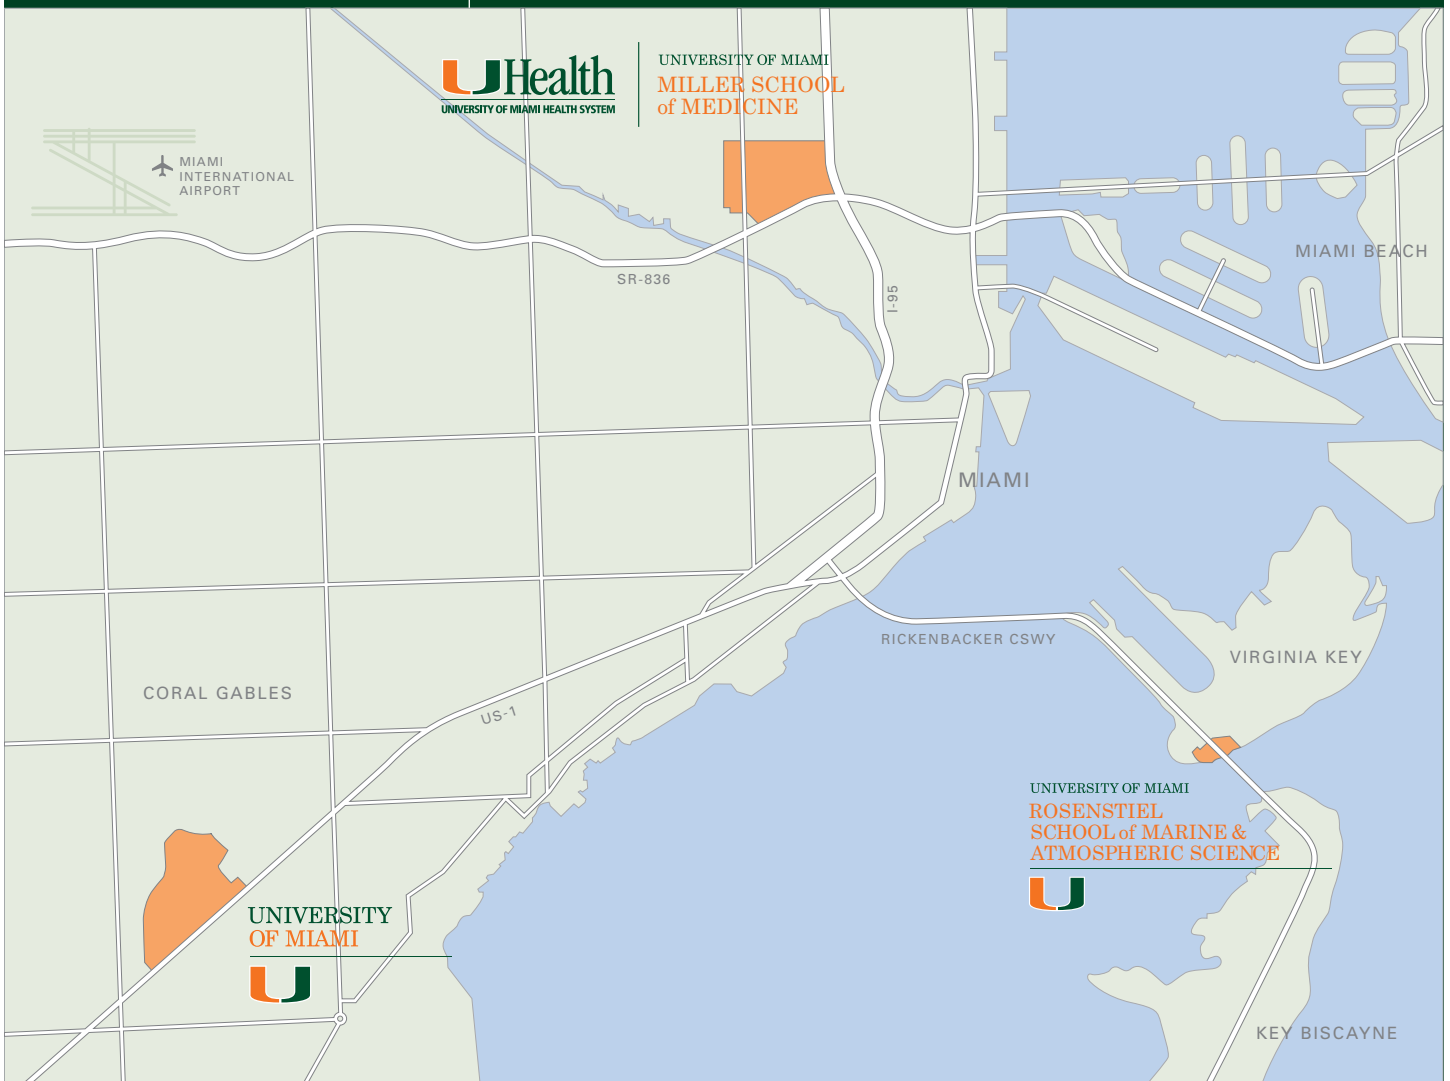 UHealth
UNIVERSITY OF MIAMI HEALTH SYSTEM
UNIVERSITY OF MIAMI
MILLER SCHOOL
of MEDICINE
MIAMI
INTERNATIONAL
AIRPORT
MIAMI BEACH
SR-836
I-95
MIAMI
RICKENBACKER CSWY
VIRGINIA KEY
CORAL GABLES
US-1
UNIVERSITY OF MIAMI
ROSENSTIEL
SCHOOL of MARINE &
ATMOSPHERIC SCIENCE
U
UNIVERSITY
OF MIAMI
U
KEY BISCAYNE